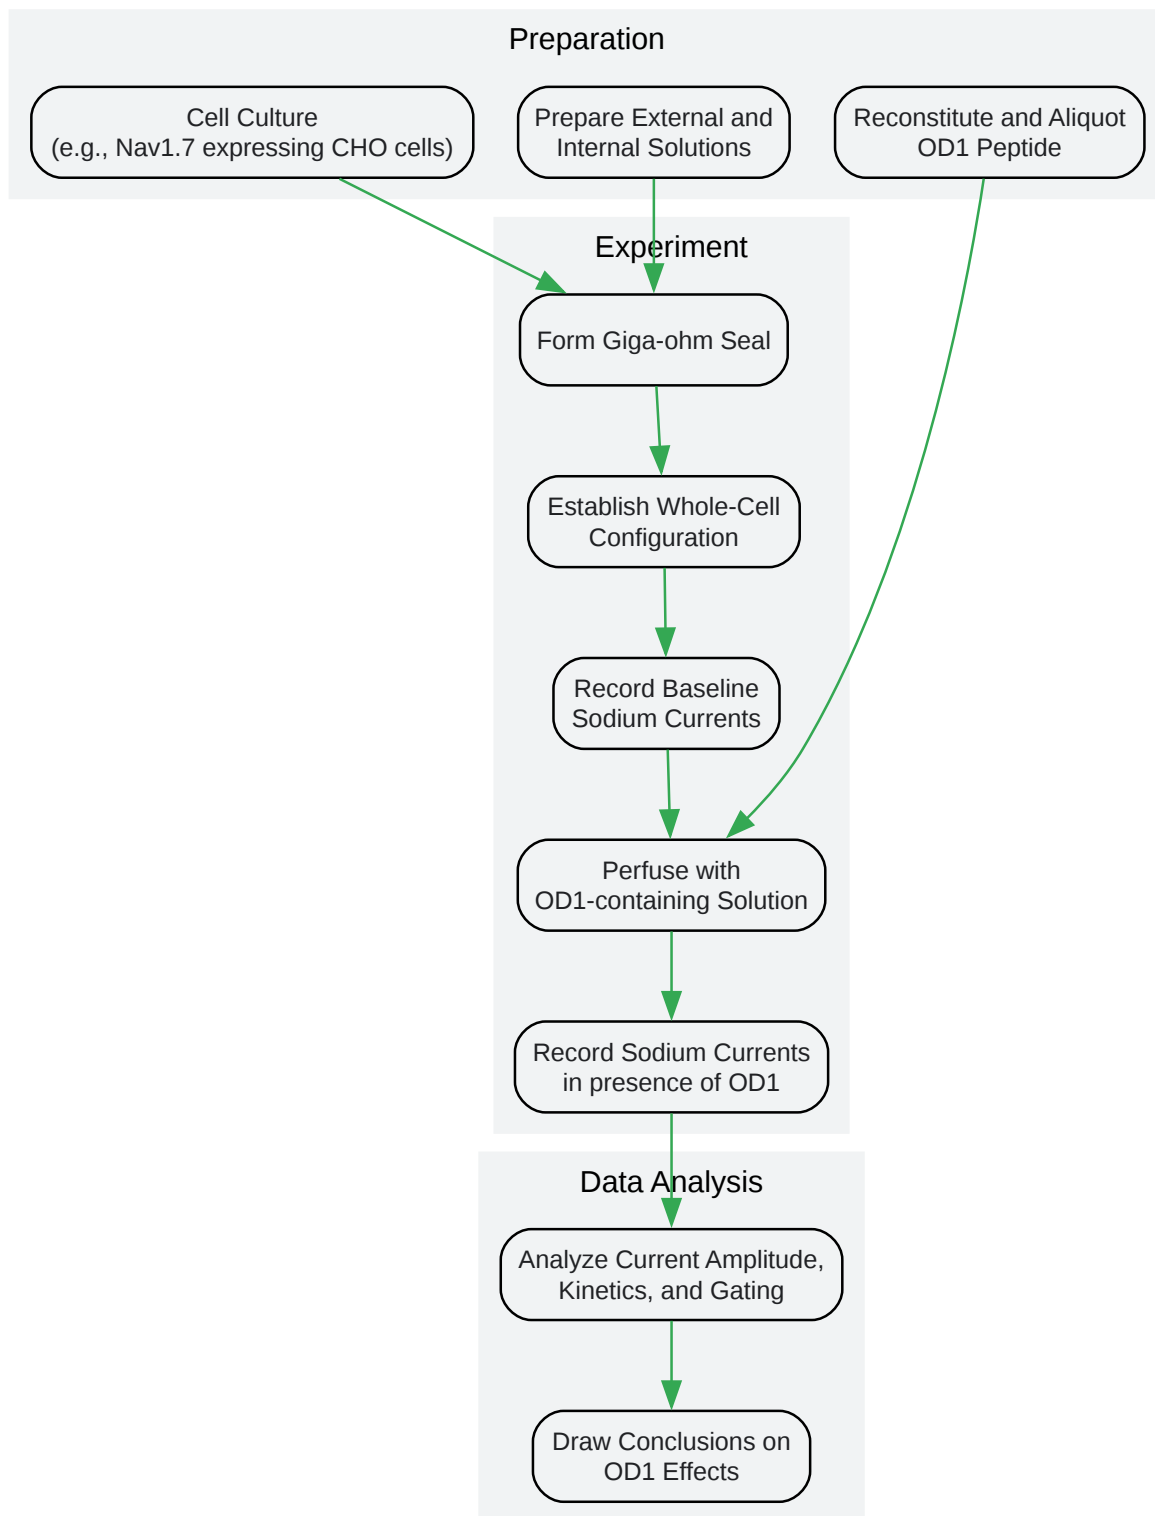 Preparation
Cell Culture
(e.g., Nav1.7 expressing CHO cells)
Prepare External and
Internal Solutions
Reconstitute and Aliquot
OD1 Peptide
Experiment
Form Giga-ohm Seal
Establish Whole-Cell
Configuration
Record Baseline
Sodium Currents
Perfuse with
OD1-containing Solution
Record Sodium Currents
in presence of OD1
Data Analysis
Analyze Current Amplitude,
Kinetics, and Gating
Draw Conclusions on
OD1 Effects